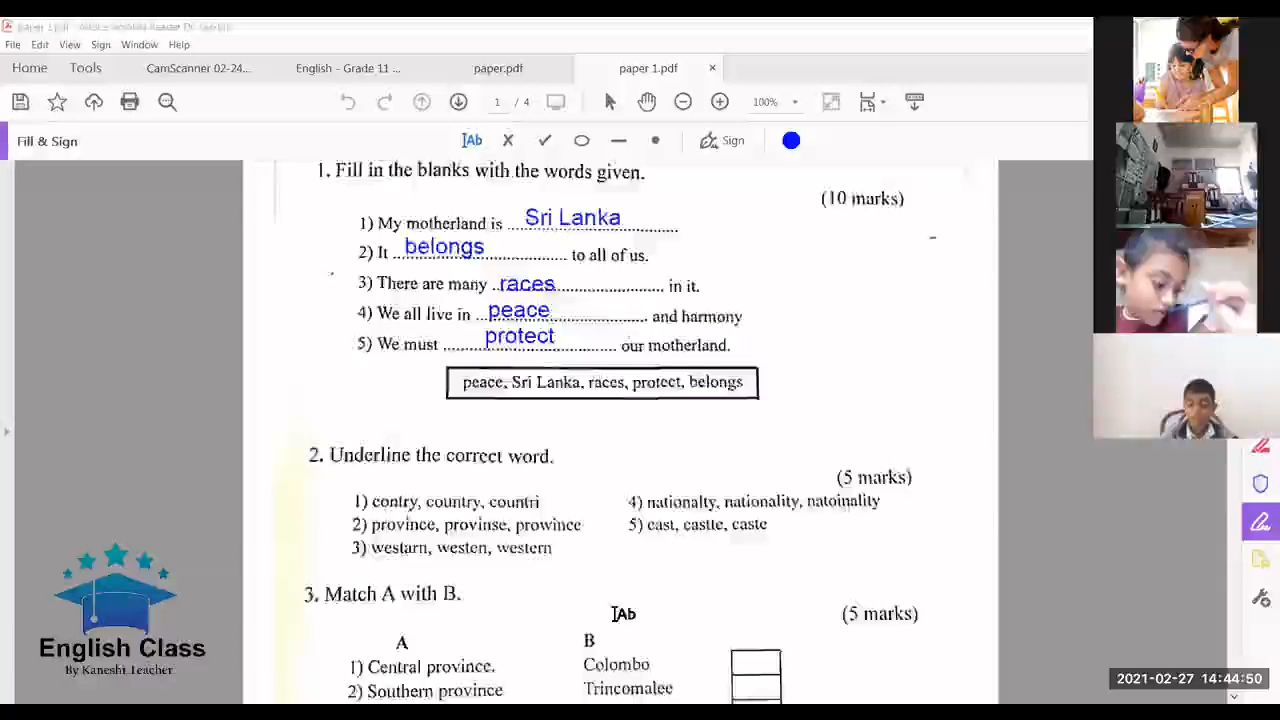 File Edit View Sign Window Help
Home Tools CamScanner 02-24... English - Grade 11 ... paper.pdf paper 1.pdf ×
1 / 4 100%
Fill & Sign
IAb Sign
1. Fill in the blanks with the words given.
(10 marks)
1) My motherland is Sri Lanka
2) It belongs to all of us.
3) There are many races in it.
4) We all live in peace and harmony
5) We must protect our motherland.
peace, Sri Lanka, races, protect, belongs
2. Underline the correct word.
(5 marks)
1) contry, country, countri 4) nationalty, nationality, natoinality
2) province, provinse, prowince 5) cast, castle, caste
3) westarn, westen, western
3. Match A with B.
IAb
(5 marks)
A B
1) Central province. Colombo
2) Southern province Trincomalee
English Class
By Kaneshi Teacher
2021-02-27 14:44:50